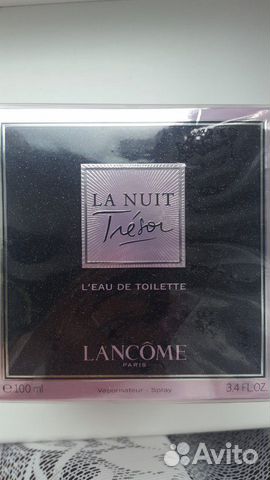 LA NUIT
Trésor
L'EAU DE TOILETTE
LANCÔME
PARIS
e 100 ml Vaporisateur - Spray 3.4 FL.OZ.
Avito